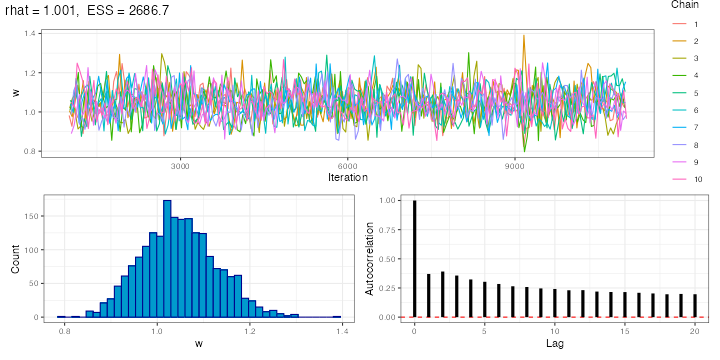 rhat = 1.001, ESS = 2686.7
Chain
1
2
3
4
5
6
7
8
9
10
1.4
1.2
1.0
0.8
w
3000 6000 9000
Iteration
150
100
50
0
Count
0.8 1.0 1.2 1.4
w
1.00
0.75
0.50
0.25
0.00
Autocorrelation
0 5 10 15 20
Lag